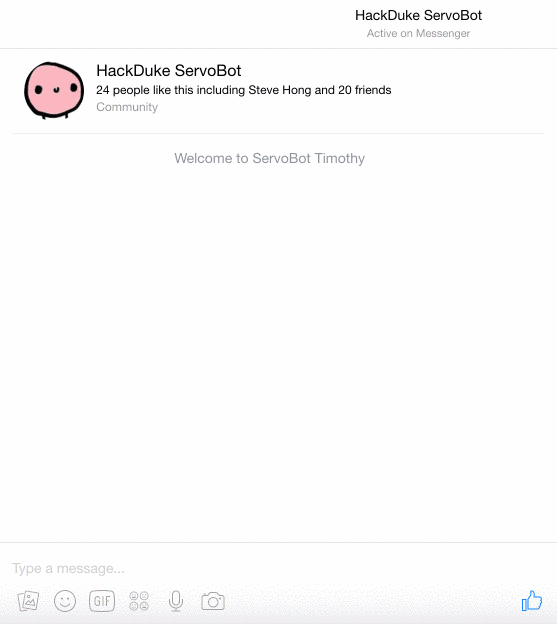 HackDuke ServoBot
Active on Messenger
HackDuke ServoBot
24 people like this including Steve Hong and 20 friends
Community
Welcome to ServoBot Timothy
Type a message...
GIF